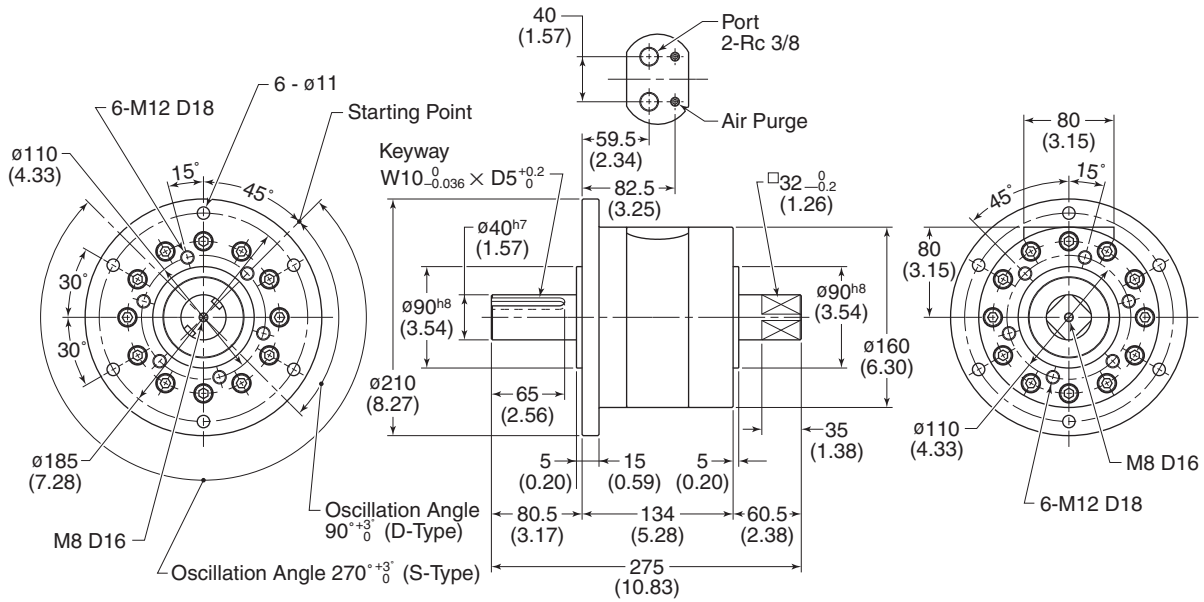 40
(1.57)
Port
2-Rc 3/8
Air Purge
59.5
(2.34)
82.5
(3.25)
6 - ø11
6-M12 D18
Starting Point
ø110
(4.33)
15°
45°
30°
30°
ø185
(7.28)
M8 D16
Oscillation Angle
90° +3° 0 (D-Type)
Oscillation Angle 270° +3° 0 (S-Type)
Keyway
W10 0 -0.036 × D5 +0.2 0
ø40h7
(1.57)
ø90h8
(3.54)
ø210
(8.27)
65
(2.56)
5
(0.20)
15
(0.59)
5
(0.20)
80.5
(3.17)
134
(5.28)
60.5
(2.38)
275
(10.83)
□32 0 -0.2
(1.26)
ø90h8
(3.54)
ø160
(6.30)
35
(1.38)
80
(3.15)
45°
15°
80
(3.15)
ø110
(4.33)
M8 D16
6-M12 D18